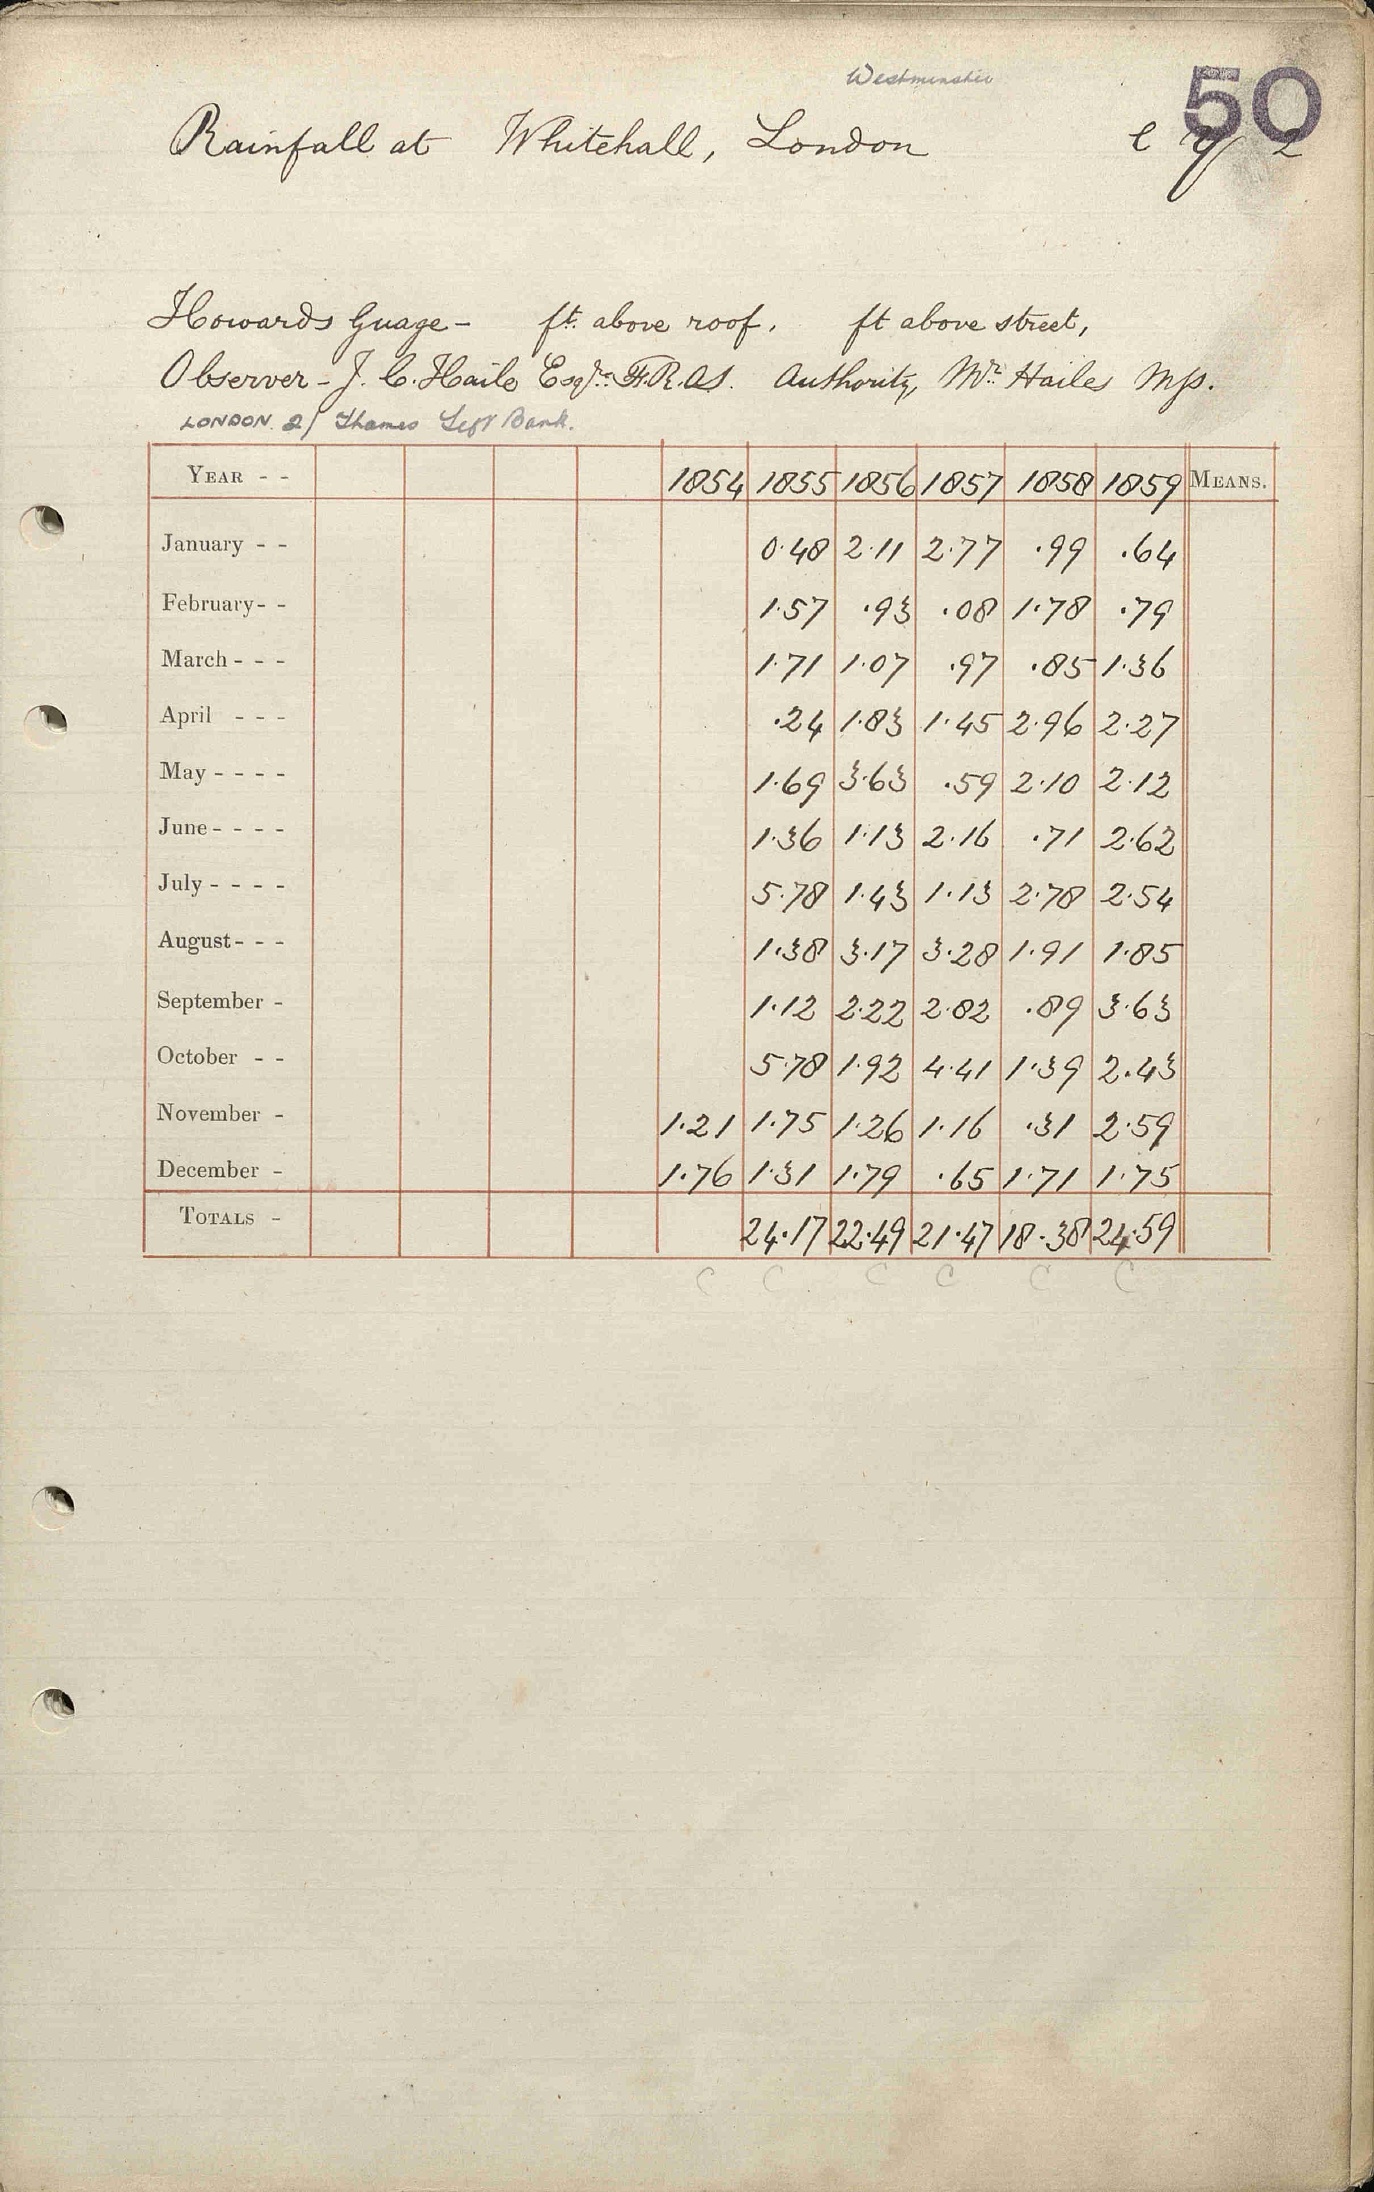 Westminster
50
Rainfall at Whitehall, London
Howards Guage - ft. above roof, ft above street,
Observer - J. C. Haile Esqre. F.R.A.S. Authority, Mr. Hailes Mss.
LONDON. 2/ Thames Left Bank.
YEAR - - 1854 1855 1856 1857 1858 1859 MEANS.
January - - 0.48 2.11 2.77 .99 .64
February - - 1.57 .93 .08 1.78 .79
March - - - 1.71 1.07 .97 .85 1.36
April - - - .24 1.83 1.45 2.96 2.27
May - - - - 1.69 3.63 .59 2.10 2.12
June - - - - 1.36 1.13 2.16 .71 2.62
July - - - - 5.78 1.43 1.13 2.78 2.54
August - - - 1.38 3.17 3.28 1.91 1.85
September - 1.12 2.22 2.82 .89 3.63
October - - 5.78 1.92 4.41 1.39 2.43
November - 1.21 1.75 1.26 1.16 .31 2.59
December - 1.76 1.31 1.79 .65 1.71 1.75
TOTALS - 24.17 22.49 21.47 18.38 24.59
C C C C C C